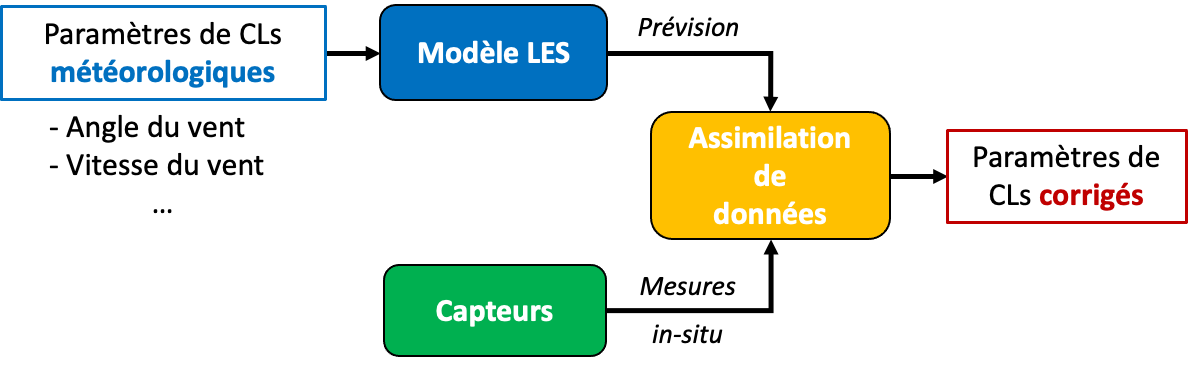 Paramètres de CLs
météorologiques
- Angle du vent
- Vitesse du vent
...
Modèle LES
Prévision
Assimilation
de
données
Capteurs
Mesures
in-situ
Paramètres de
CLs corrigés